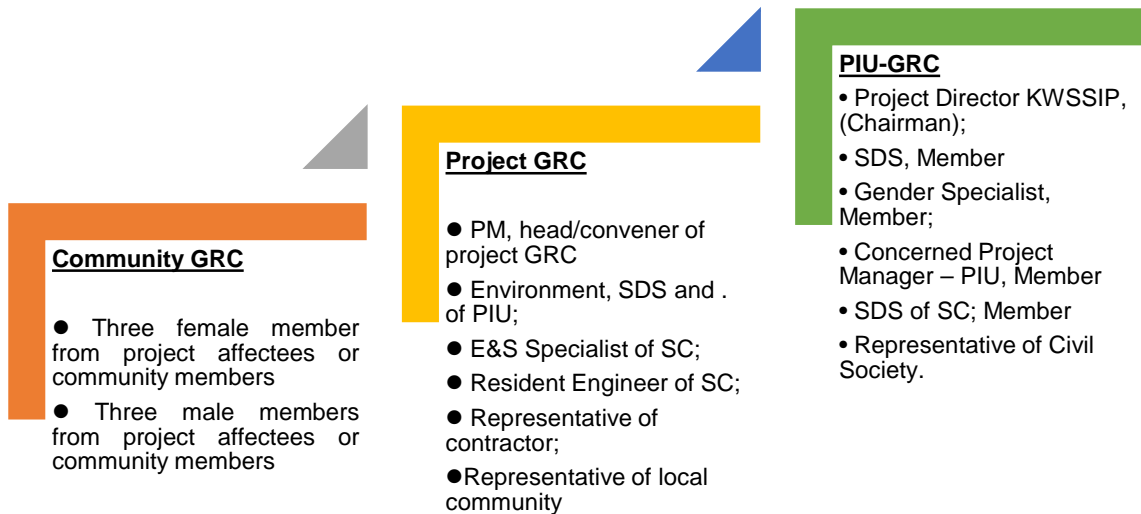 Community GRC
● Three female member
from project affectees or
community members
● Three male members
from project affectees or
community members
Project GRC
● PM, head/convener of
project GRC
● Environment, SDS and .
of PIU;
● E&S Specialist of SC;
● Resident Engineer of SC;
● Representative of
contractor;
●Representative of local
community
PIU-GRC
• Project Director KWSSIP,
(Chairman);
• SDS, Member
• Gender Specialist,
Member;
• Concerned Project
Manager – PIU, Member
• SDS of SC; Member
• Representative of Civil
Society.